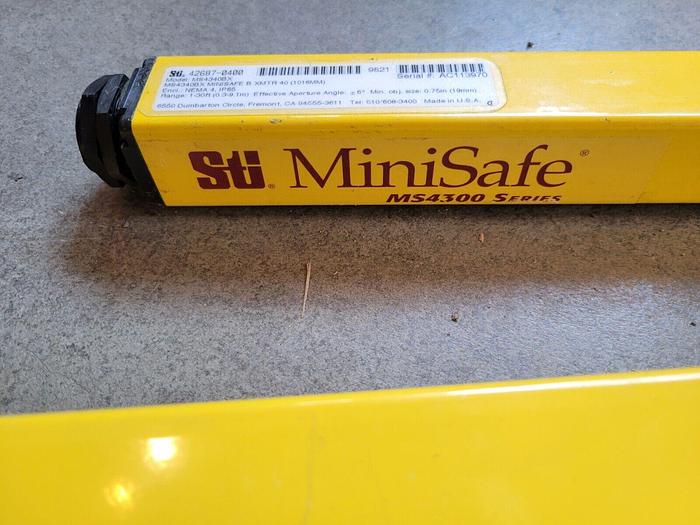 Sti. 42687-0400 9621 Serial #: AC113970
Model: MS4340BX
MS4340BX MINISAFE B XMTR 40 (1016MM)
Encl.: NEMA 4, IP65
Range: 1-30ft (0.3-9.1m) Effective Aperture Angle: ± 6° Min. obj. size: 0.75in (19mm)
6550 Dumbarton Circle, Fremont, CA 94555-3611 Tel: 510/608-3400 Made in U.S.A.
Sti® MiniSafe®
MS4300 SERIES